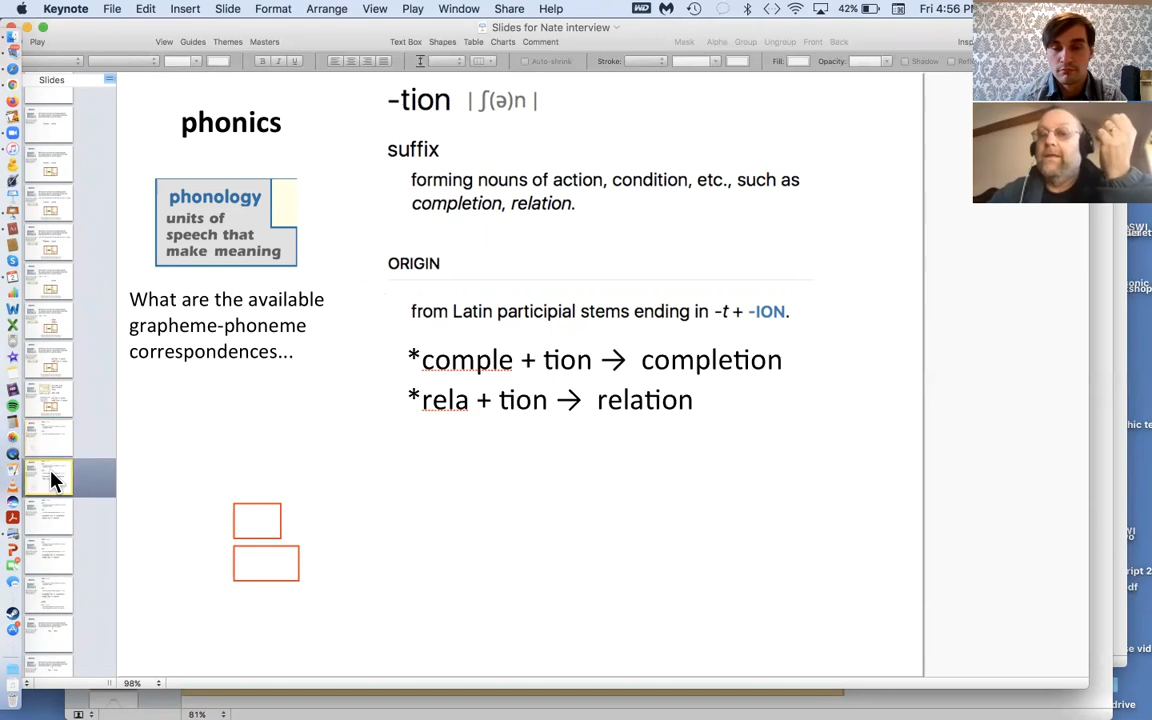 Keynote File Edit Insert Slide Format Arrange View Play Window Share Help 42% Fri 4:56 PM
Slides for Nate interview
Play View Guides Themes Masters Text Box Shapes Table Charts Comment Mask Alpha Group Ungroup Front Back
B I U Auto-shrink Stroke: Fill: Opacity: Shadow
Slides
phonics
-tion | ʃ(ə)n |
suffix
forming nouns of action, condition, etc., such as
completion, relation.
phonology
units of
speech that
make meaning
ORIGIN
from Latin participial stems ending in -t + -ION.
What are the available
grapheme-phoneme
correspondences...
*comple + tion → completion
*rela + tion → relation
98%
81%